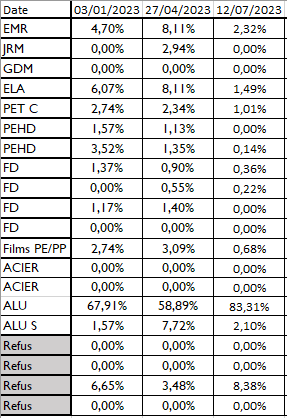 Date 03/01/2023 27/04/2023 12/07/2023
EMR 4,70% 8,11% 2,32%
JRM 0,00% 2,94% 0,00%
GDM 0,00% 0,00% 0,00%
ELA 6,07% 8,11% 1,49%
PET C 2,74% 2,34% 1,01%
PEHD 1,57% 1,13% 0,00%
PEHD 3,52% 1,35% 0,14%
FD 1,37% 0,90% 0,36%
FD 0,00% 0,55% 0,22%
FD 1,17% 1,40% 0,00%
FD 0,00% 0,00% 0,00%
Films PE/PP 2,74% 3,09% 0,68%
ACIER 0,00% 0,00% 0,00%
ACIER 0,00% 0,00% 0,00%
ALU 67,91% 58,89% 83,31%
ALU S 1,57% 7,72% 2,10%
Refus 0,00% 0,00% 0,00%
Refus 0,00% 0,00% 0,00%
Refus 6,65% 3,48% 8,38%
Refus 0,00% 0,00% 0,00%